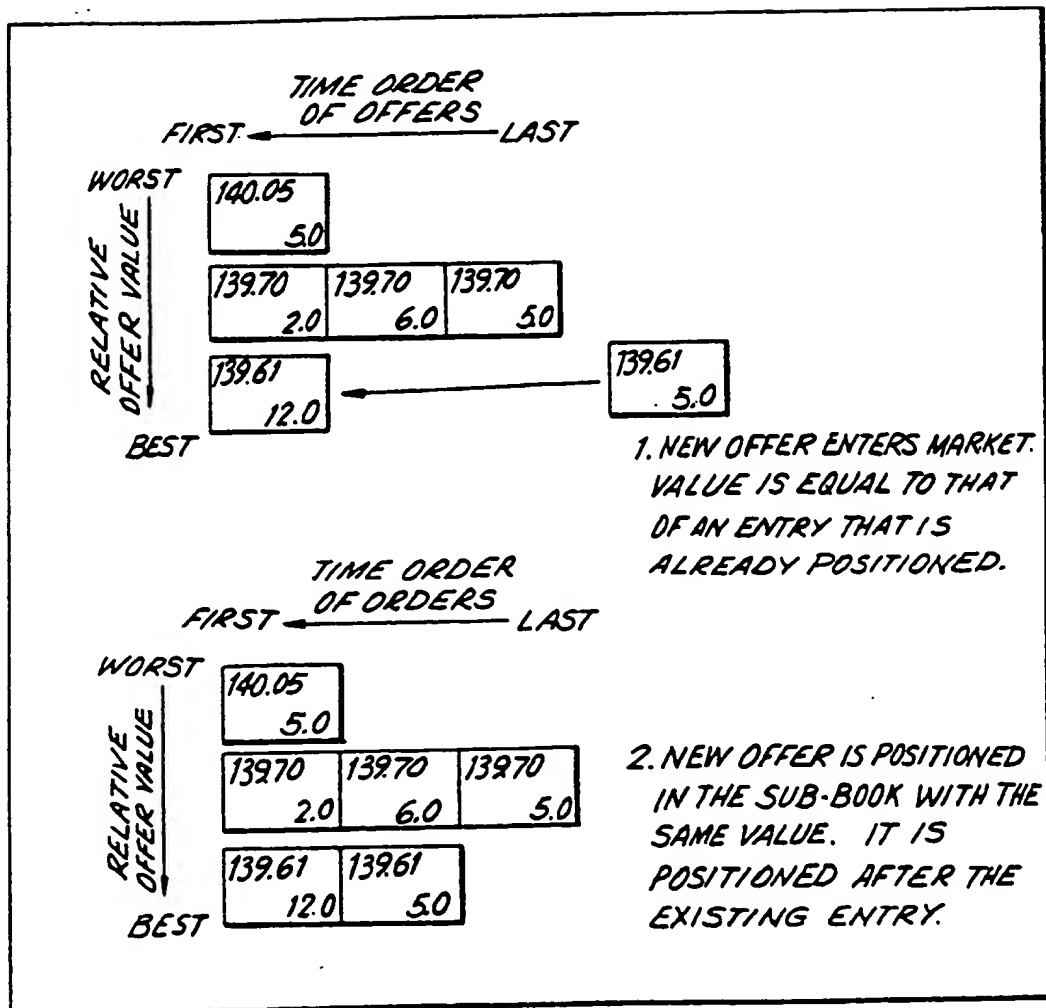 TIME ORDER
OF OFFERS
FIRST LAST
WORST
RELATIVE
OFFER VALUE
140.05
5.0
139.70 139.70 139.70
2.0 6.0 5.0
139.61
12.0
139.61
5.0
BEST
1. NEW OFFER ENTERS MARKET.
VALUE IS EQUAL TO THAT
OF AN ENTRY THAT IS
ALREADY POSITIONED.
TIME ORDER
OF ORDERS
FIRST LAST
WORST
RELATIVE
OFFER VALUE
140.05
5.0
139.70 139.70 139.70
2.0 6.0 5.0
139.61 139.61
12.0 5.0
BEST
2. NEW OFFER IS POSITIONED
IN THE SUB-BOOK WITH THE
SAME VALUE. IT IS
POSITIONED AFTER THE
EXISTING ENTRY.